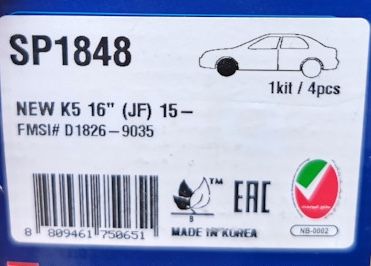 SP1848
1kit / 4pcs
NEW K5 16" (JF) 15-
FMSI# D1826-9035
TM
B
EAC
8 809461 750651
MADE IN KOREA
NB-0002